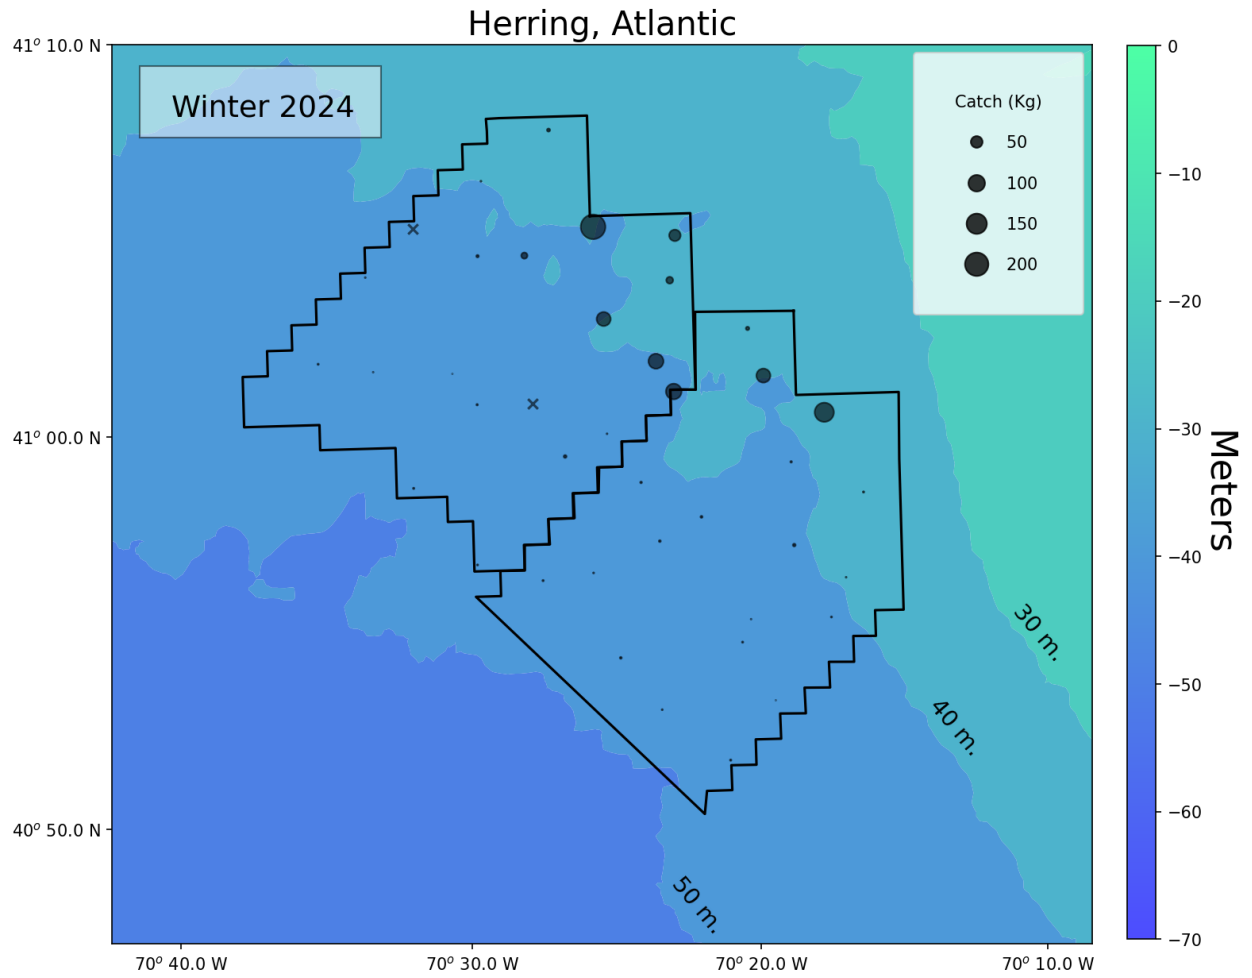 Herring, Atlantic
41° 10.0 N
41° 00.0 N
40° 50.0 N
Winter 2024
Catch (Kg)
50
100
150
200
30 m.
40 m.
50 m.
70° 40.0 W
70° 30.0 W
70° 20.0 W
70° 10.0 W
0
−10
−20
−30
−40
−50
−60
−70
Meters